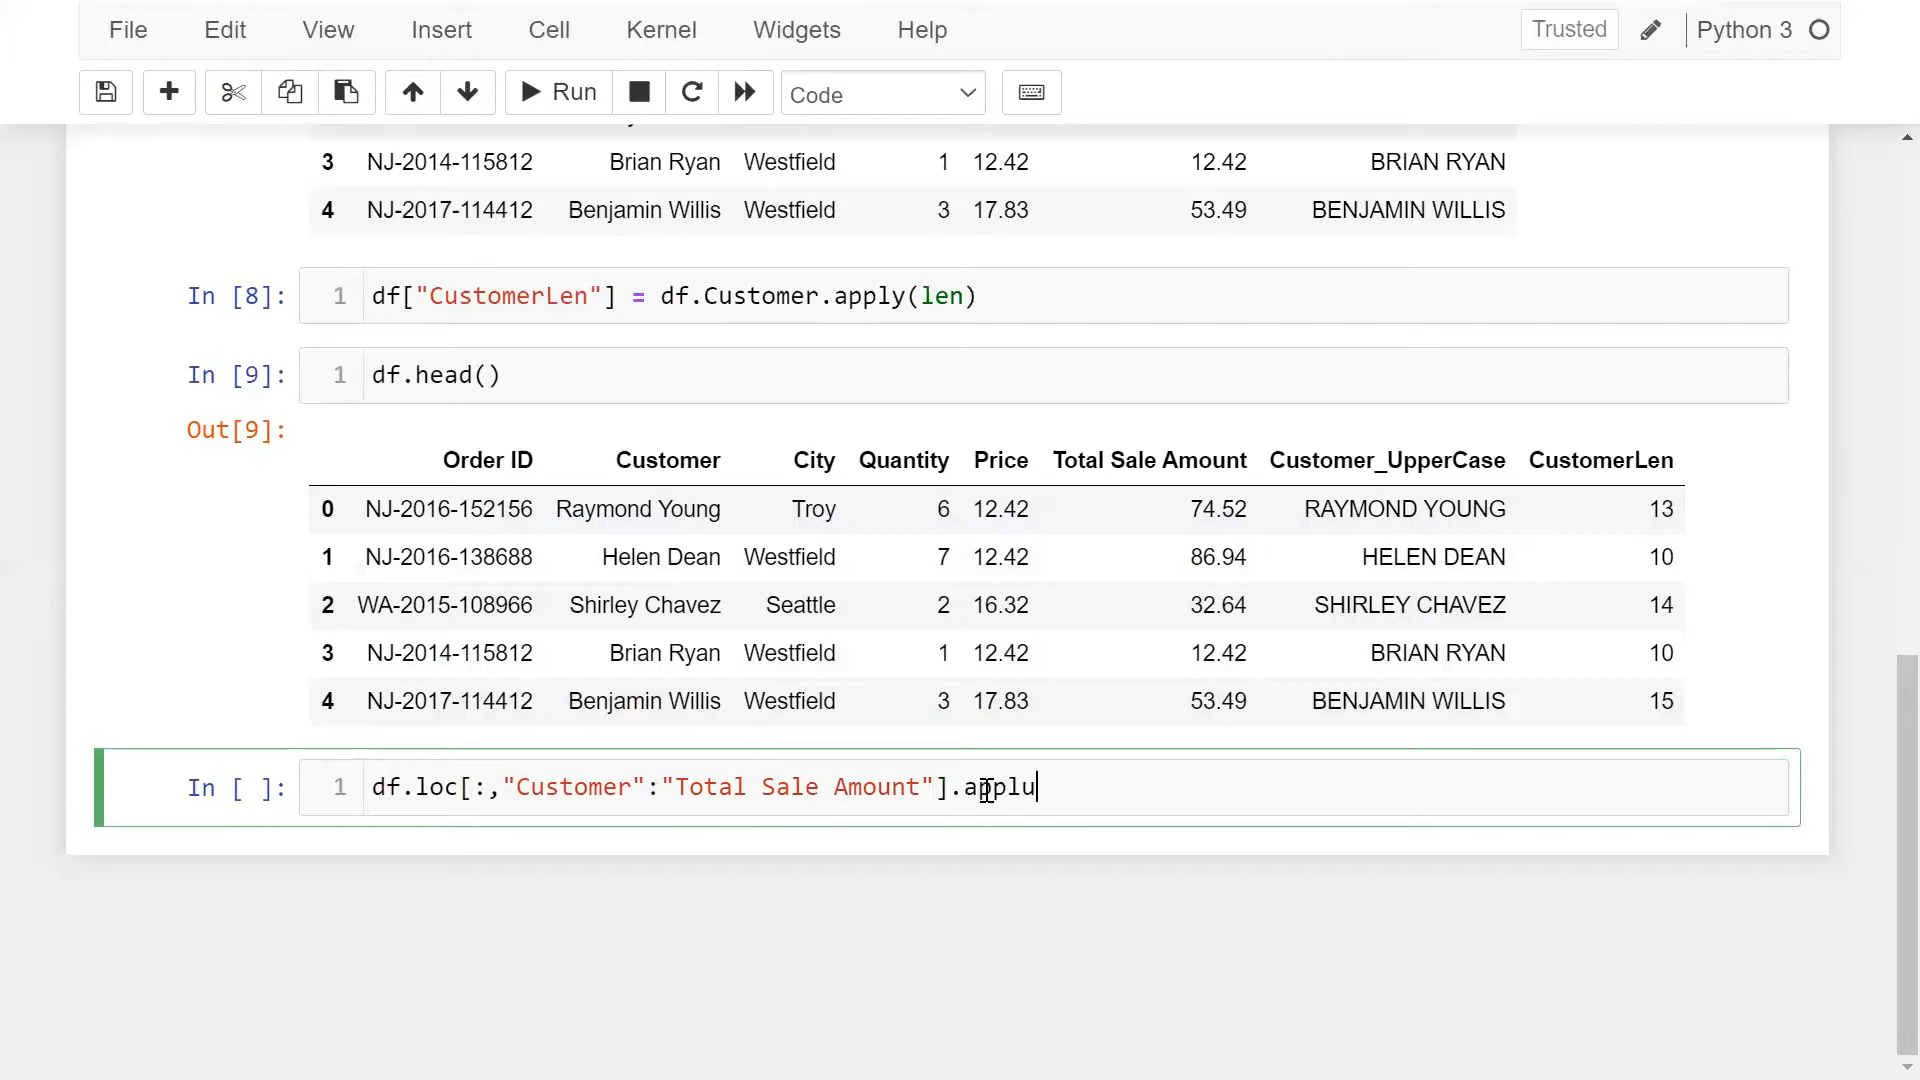 File Edit View Insert Cell Kernel Widgets Help Trusted Python 3
Run Code
3 NJ-2014-115812 Brian Ryan Westfield 1 12.42 12.42 BRIAN RYAN
4 NJ-2017-114412 Benjamin Willis Westfield 3 17.83 53.49 BENJAMIN WILLIS
In [8]: 1 df["CustomerLen"] = df.Customer.apply(len)
In [9]: 1 df.head()
Out[9]:
Order ID Customer City Quantity Price Total Sale Amount Customer_UpperCase CustomerLen
0 NJ-2016-152156 Raymond Young Troy 6 12.42 74.52 RAYMOND YOUNG 13
1 NJ-2016-138688 Helen Dean Westfield 7 12.42 86.94 HELEN DEAN 10
2 WA-2015-108966 Shirley Chavez Seattle 2 16.32 32.64 SHIRLEY CHAVEZ 14
3 NJ-2014-115812 Brian Ryan Westfield 1 12.42 12.42 BRIAN RYAN 10
4 NJ-2017-114412 Benjamin Willis Westfield 3 17.83 53.49 BENJAMIN WILLIS 15
In [ ]: 1 df.loc[:,"Customer":"Total Sale Amount"].applu